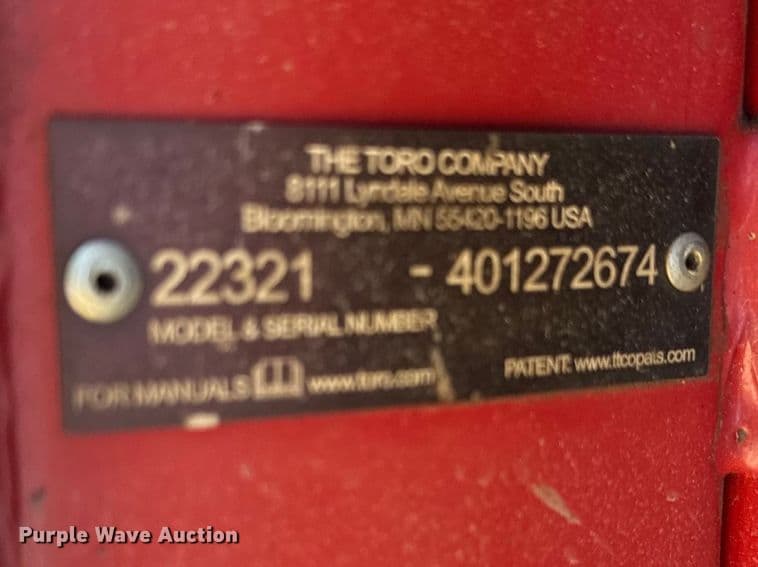 THE TORO COMPANY
8111 Lyndale Avenue South
Bloomington, MN 55420-1196 USA
22321 - 401272674
MODEL & SERIAL NUMBER
FOR MANUALS www.toro.com PATENT: www.ttcopats.com
Purple Wave Auction